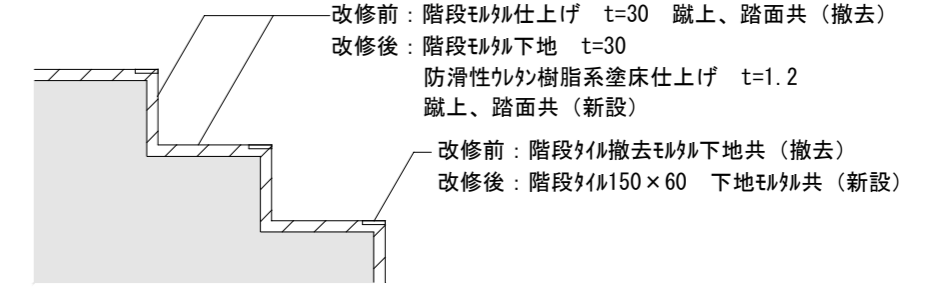 改修前：階段ﾓﾙﾀﾙ仕上げ　t=30　蹴上、踏面共（撤去）
改修後：階段ﾓﾙﾀﾙ下地　t=30
防滑性ｳﾚﾀﾝ樹脂系塗床仕上げ　t=1.2
蹴上、踏面共（新設）
改修前：階段ﾀｲﾙ撤去ﾓﾙﾀﾙ下地共（撤去）
改修後：階段ﾀｲﾙ150×60　下地ﾓﾙﾀﾙ共（新設）